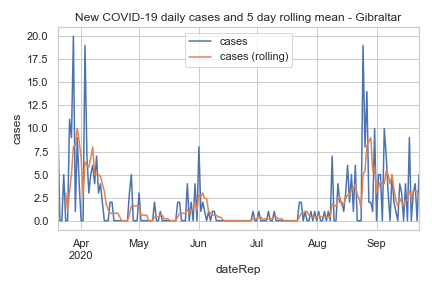 New COVID-19 daily cases and 5 day rolling mean - Gibraltar
cases
cases (rolling)
20.0
17.5
15.0
12.5
10.0
7.5
5.0
2.5
0.0
cases
Apr May Jun Jul Aug Sep
2020
dateRep